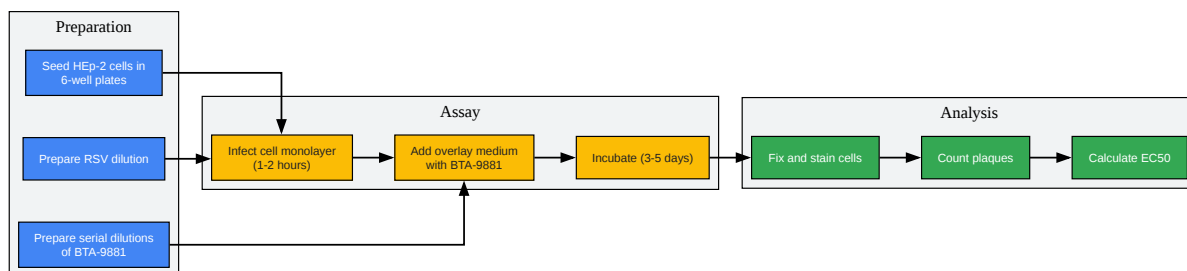 Preparation
Seed HEp-2 cells in
6-well plates
Prepare RSV dilution
Prepare serial dilutions
of BTA-9881
Assay
Infect cell monolayer
(1-2 hours)
Add overlay medium
with BTA-9881
Incubate (3-5 days)
Analysis
Fix and stain cells
Count plaques
Calculate EC50